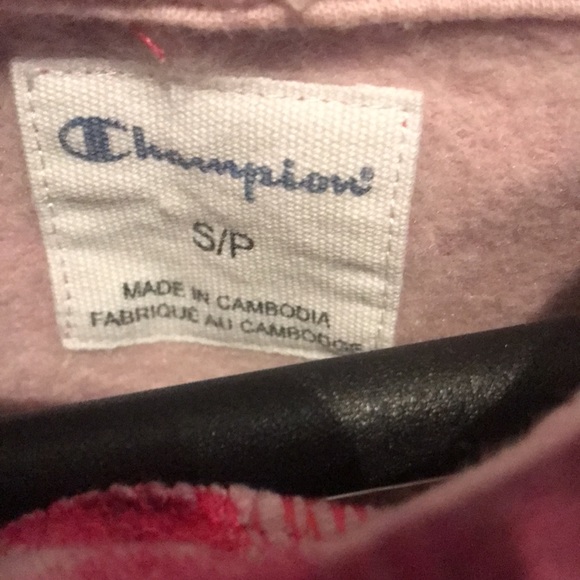 Champion®
S/P
MADE IN CAMBODIA
FABRIQUÉ AU CAMBODGE